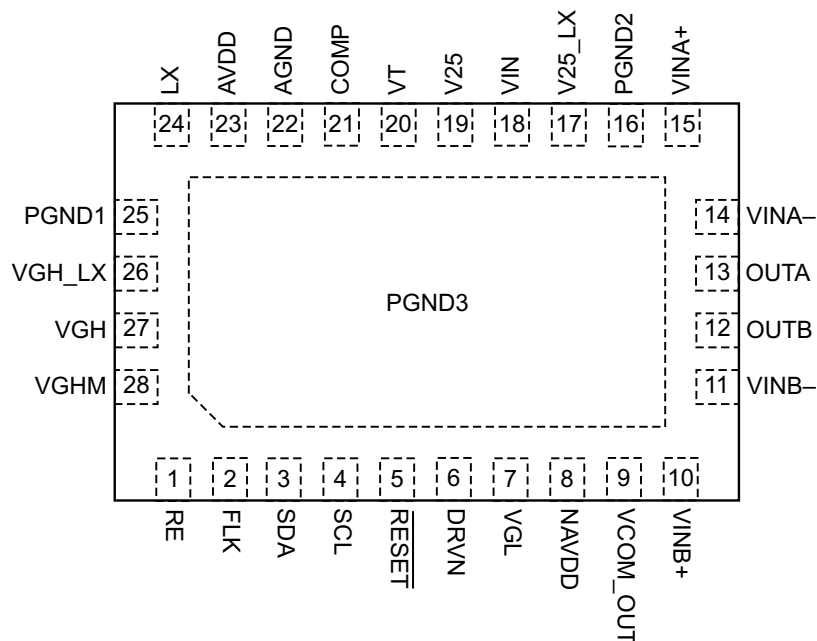 LX
AVDD
AGND
COMP
VT
V25
VIN
V25_LX
PGND2
VINA+
24 23 22 21 20 19 18 17 16 15
PGND1 25
VGH_LX 26
VGH 27
VGHM 28
PGND3
14 VINA–
13 OUTA
12 OUTB
11 VINB–
1 2 3 4 5 6 7 8 9 10
RE
FLK
SDA
SCL
RESET
DRVN
VGL
NAVDD
VCOM_OUT
VINB+